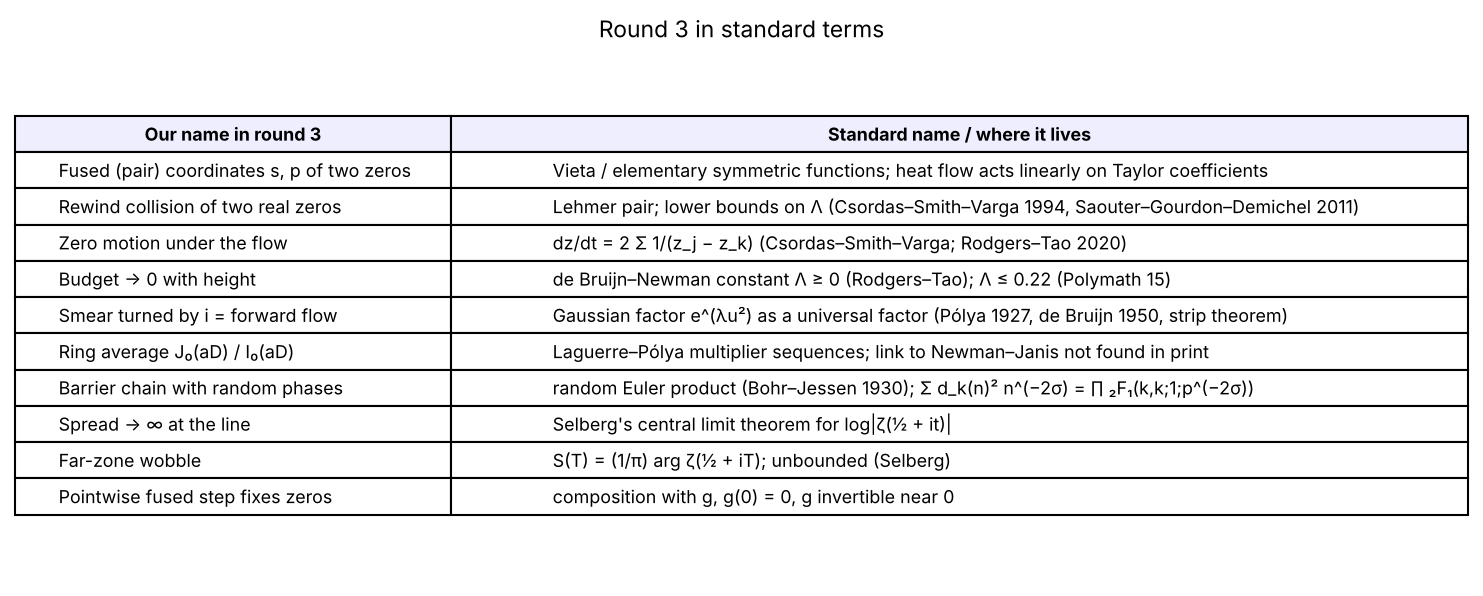 Round 3 in standard terms
Our name in round 3 Standard name / where it lives
Fused (pair) coordinates s, p of two zeros Vieta / elementary symmetric functions; heat flow acts linearly on Taylor coefficients
Rewind collision of two real zeros Lehmer pair; lower bounds on Λ (Csordas–Smith–Varga 1994, Saouter–Gourdon–Demichel 2011)
Zero motion under the flow dz/dt = 2 Σ 1/(z_j − z_k) (Csordas–Smith–Varga; Rodgers–Tao 2020)
Budget → 0 with height de Bruijn–Newman constant Λ ≥ 0 (Rodgers–Tao); Λ ≤ 0.22 (Polymath 15)
Smear turned by i = forward flow Gaussian factor e^(λu²) as a universal factor (Pólya 1927, de Bruijn 1950, strip theorem)
Ring average J₀(aD) / I₀(aD) Laguerre–Pólya multiplier sequences; link to Newman–Janis not found in print
Barrier chain with random phases random Euler product (Bohr–Jessen 1930); Σ d_k(n)² n^(−2σ) = ∏ ₂F₁(k,k;1;p^(−2σ))
Spread → ∞ at the line Selberg's central limit theorem for log|ζ(½ + it)|
Far-zone wobble S(T) = (1/π) arg ζ(½ + iT); unbounded (Selberg)
Pointwise fused step fixes zeros composition with g, g(0) = 0, g invertible near 0